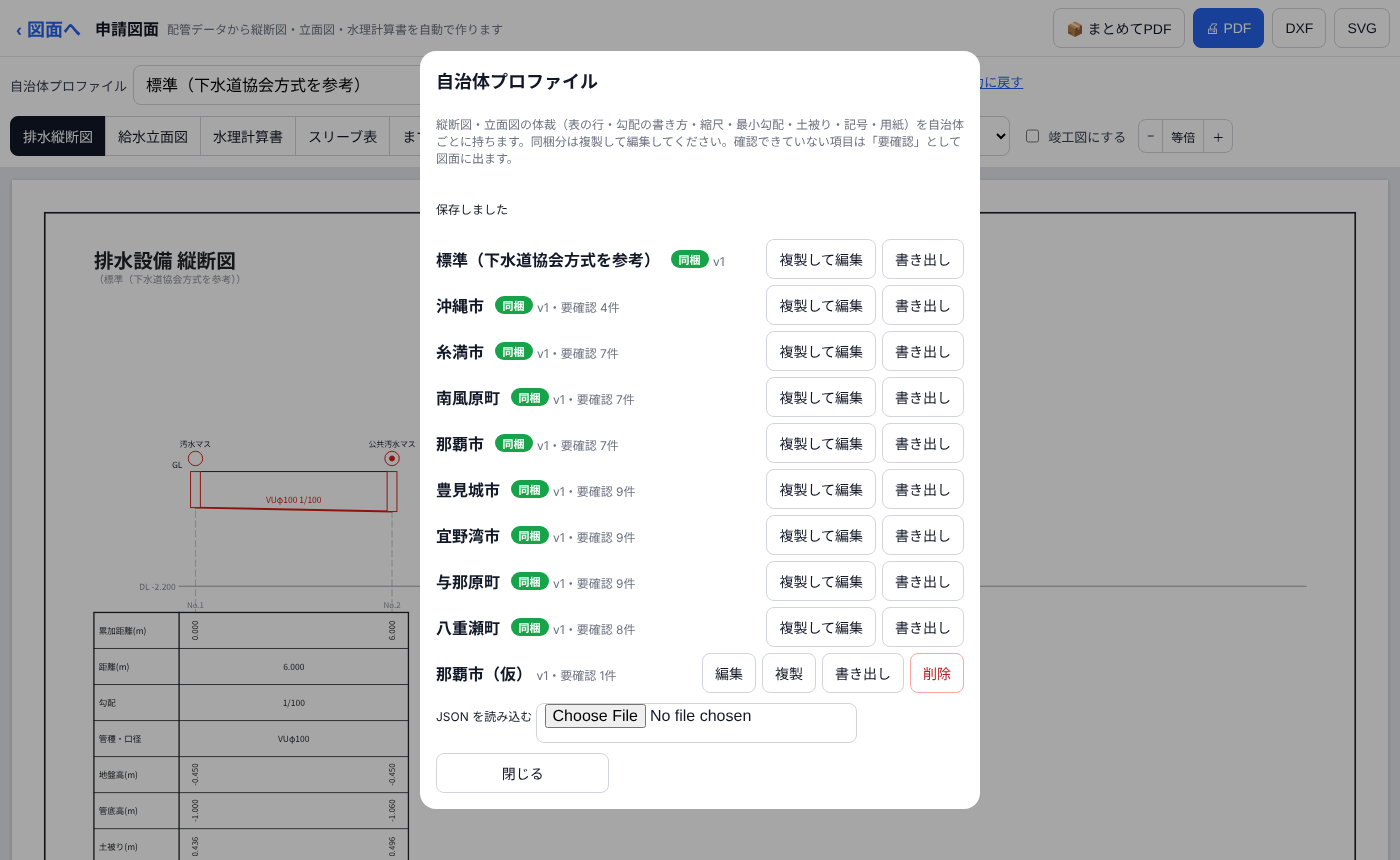 ‹ 図面へ 申請図面 配管データから縦断図・立面図・水理計算書を自動で作ります
📦 まとめてPDF 🖨 PDF DXF SVG
自治体プロファイル 標準（下水道協会方式を参考） に戻す
排水縦断図 給水立面図 水理計算書 スリーブ表 竣工図にする － 等倍 ＋
自治体プロファイル
縦断図・立面図の体裁（表の行・勾配の書き方・縮尺・最小勾配・土被り・記号・用紙）を自治体
ごとに持ちます。同梱分は複製して編集してください。確認できていない項目は「要確認」として
図面に出ます。
保存しました
標準（下水道協会方式を参考） 同梱 v1 複製して編集 書き出し
沖縄市 同梱 v1・要確認 4件 複製して編集 書き出し
糸満市 同梱 v1・要確認 7件 複製して編集 書き出し
南風原町 同梱 v1・要確認 7件 複製して編集 書き出し
那覇市 同梱 v1・要確認 7件 複製して編集 書き出し
豊見城市 同梱 v1・要確認 9件 複製して編集 書き出し
宜野湾市 同梱 v1・要確認 9件 複製して編集 書き出し
与那原町 同梱 v1・要確認 9件 複製して編集 書き出し
八重瀬町 同梱 v1・要確認 8件 複製して編集 書き出し
那覇市（仮） v1・要確認 1件 編集 複製 書き出し 削除
JSON を読み込む Choose File No file chosen
閉じる
排水設備 縦断図
（標準（下水道協会方式を参考））
汚水マス 公共汚水マス
GL
VUφ100 1/100
DL -2.200
No.1 No.2
累加距離(m) 0.000 6.000
距離(m) 6.000
勾配 1/100
管種・口径 VUφ100
地盤高(m) -0.450 -0.450
管底高(m) -1.000 -1.060
土被り(m) 0.436 0.496